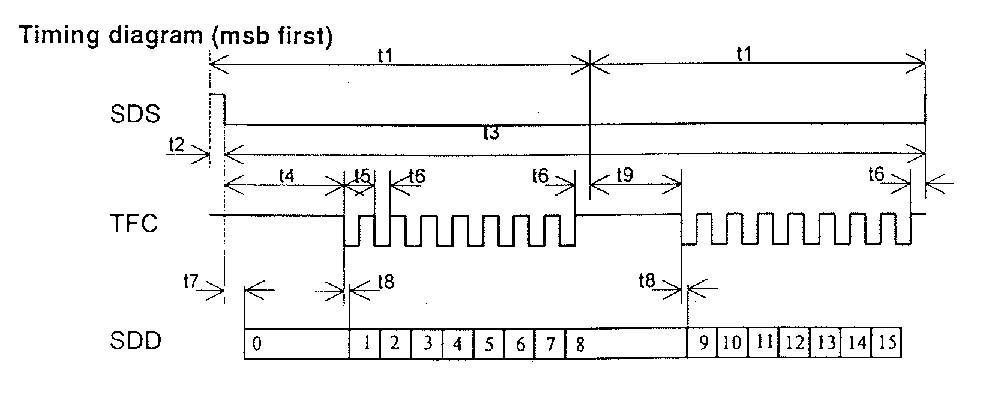 Timing diagram (msb first)
t1 t1
SDS
t3
t2
t4 t5 t6 t6 t9 t6
TFC
t7 t8 t8
SDD 0 1 2 3 4 5 6 7 8 9 10 11 12 13 14 15